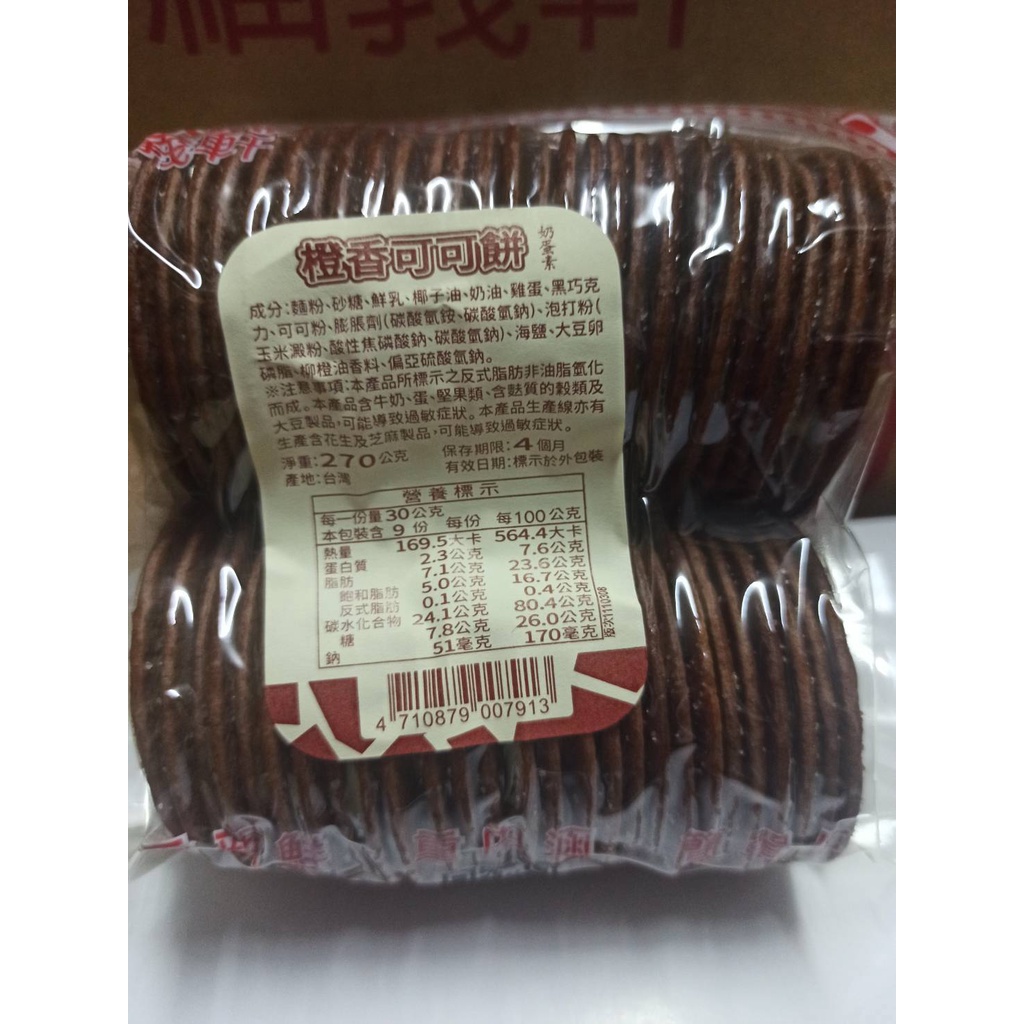 福義軒
義軒
橙香可可餅 奶蛋素
成分:麵粉、砂糖、鮮乳、椰子油、奶油、雞蛋、黑巧克
力、可可粉、膨脹劑(碳酸氫銨、碳酸氫鈉)、泡打粉(
玉米澱粉、酸性焦磷酸鈉、碳酸氫鈉)、海鹽、大豆卵
磷脂、柳橙油香料、偏亞硫酸氫鈉。
※注意事項:本產品所標示之反式脂肪非油脂氫化
而成。本產品含牛奶、蛋、堅果類、含麩質的穀類及
大豆製品,可能導致過敏症狀。本產品生產線亦有
生產含花生及芝麻製品,可能導致過敏症狀。
淨重:270公克 保存期限:4個月
產地:台灣 有效日期:標示於外包裝
營養標示
每一份量30公克
本包裝含 9 份 每份 每100公克
熱量 169.5大卡 564.4大卡
蛋白質 2.3公克 7.6公克
脂肪 7.1公克 23.6公克
飽和脂肪 5.0公克 16.7公克
反式脂肪 0.1公克 0.4公克
碳水化合物 24.1公克 80.4公克
糖 7.8公克 26.0公克
鈉 51毫克 170毫克
4 710879 007913